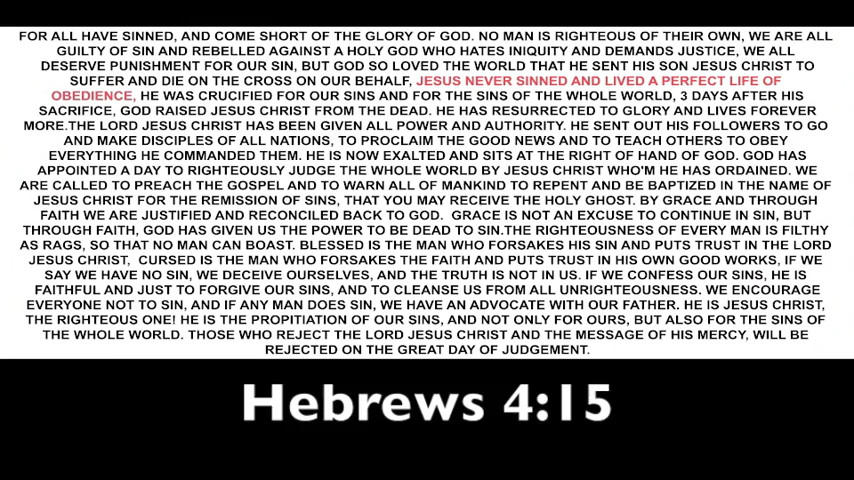 FOR ALL HAVE SINNED, AND COME SHORT OF THE GLORY OF GOD. NO MAN IS RIGHTEOUS OF THEIR OWN, WE ARE ALL
GUILTY OF SIN AND REBELLED AGAINST A HOLY GOD WHO HATES INIQUITY AND DEMANDS JUSTICE, WE ALL
DESERVE PUNISHMENT FOR OUR SIN, BUT GOD SO LOVED THE WORLD THAT HE SENT HIS SON JESUS CHRIST TO
SUFFER AND DIE ON THE CROSS ON OUR BEHALF, JESUS NEVER SINNED AND LIVED A PERFECT LIFE OF
OBEDIENCE, HE WAS CRUCIFIED FOR OUR SINS AND FOR THE SINS OF THE WHOLE WORLD, 3 DAYS AFTER HIS
SACRIFICE, GOD RAISED JESUS CHRIST FROM THE DEAD. HE HAS RESURRECTED TO GLORY AND LIVES FOREVER
MORE.THE LORD JESUS CHRIST HAS BEEN GIVEN ALL POWER AND AUTHORITY. HE SENT OUT HIS FOLLOWERS TO GO
AND MAKE DISCIPLES OF ALL NATIONS, TO PROCLAIM THE GOOD NEWS AND TO TEACH OTHERS TO OBEY
EVERYTHING HE COMMANDED THEM. HE IS NOW EXALTED AND SITS AT THE RIGHT OF HAND OF GOD. GOD HAS
APPOINTED A DAY TO RIGHTEOUSLY JUDGE THE WHOLE WORLD BY JESUS CHRIST WHO'M HE HAS ORDAINED. WE
ARE CALLED TO PREACH THE GOSPEL AND TO WARN ALL OF MANKIND TO REPENT AND BE BAPTIZED IN THE NAME OF
JESUS CHRIST FOR THE REMISSION OF SINS, THAT YOU MAY RECEIVE THE HOLY GHOST. BY GRACE AND THROUGH
FAITH WE ARE JUSTIFIED AND RECONCILED BACK TO GOD. GRACE IS NOT AN EXCUSE TO CONTINUE IN SIN, BUT
THROUGH FAITH, GOD HAS GIVEN US THE POWER TO BE DEAD TO SIN.THE RIGHTEOUSNESS OF EVERY MAN IS FILTHY
AS RAGS, SO THAT NO MAN CAN BOAST. BLESSED IS THE MAN WHO FORSAKES HIS SIN AND PUTS TRUST IN THE LORD
JESUS CHRIST, CURSED IS THE MAN WHO FORSAKES THE FAITH AND PUTS TRUST IN HIS OWN GOOD WORKS, IF WE
SAY WE HAVE NO SIN, WE DECEIVE OURSELVES, AND THE TRUTH IS NOT IN US. IF WE CONFESS OUR SINS, HE IS
FAITHFUL AND JUST TO FORGIVE OUR SINS, AND TO CLEANSE US FROM ALL UNRIGHTEOUSNESS. WE ENCOURAGE
EVERYONE NOT TO SIN, AND IF ANY MAN DOES SIN, WE HAVE AN ADVOCATE WITH OUR FATHER. HE IS JESUS CHRIST,
THE RIGHTEOUS ONE! HE IS THE PROPITIATION OF OUR SINS, AND NOT ONLY FOR OURS, BUT ALSO FOR THE SINS OF
THE WHOLE WORLD. THOSE WHO REJECT THE LORD JESUS CHRIST AND THE MESSAGE OF HIS MERCY, WILL BE
REJECTED ON THE GREAT DAY OF JUDGEMENT.
Hebrews 4:15